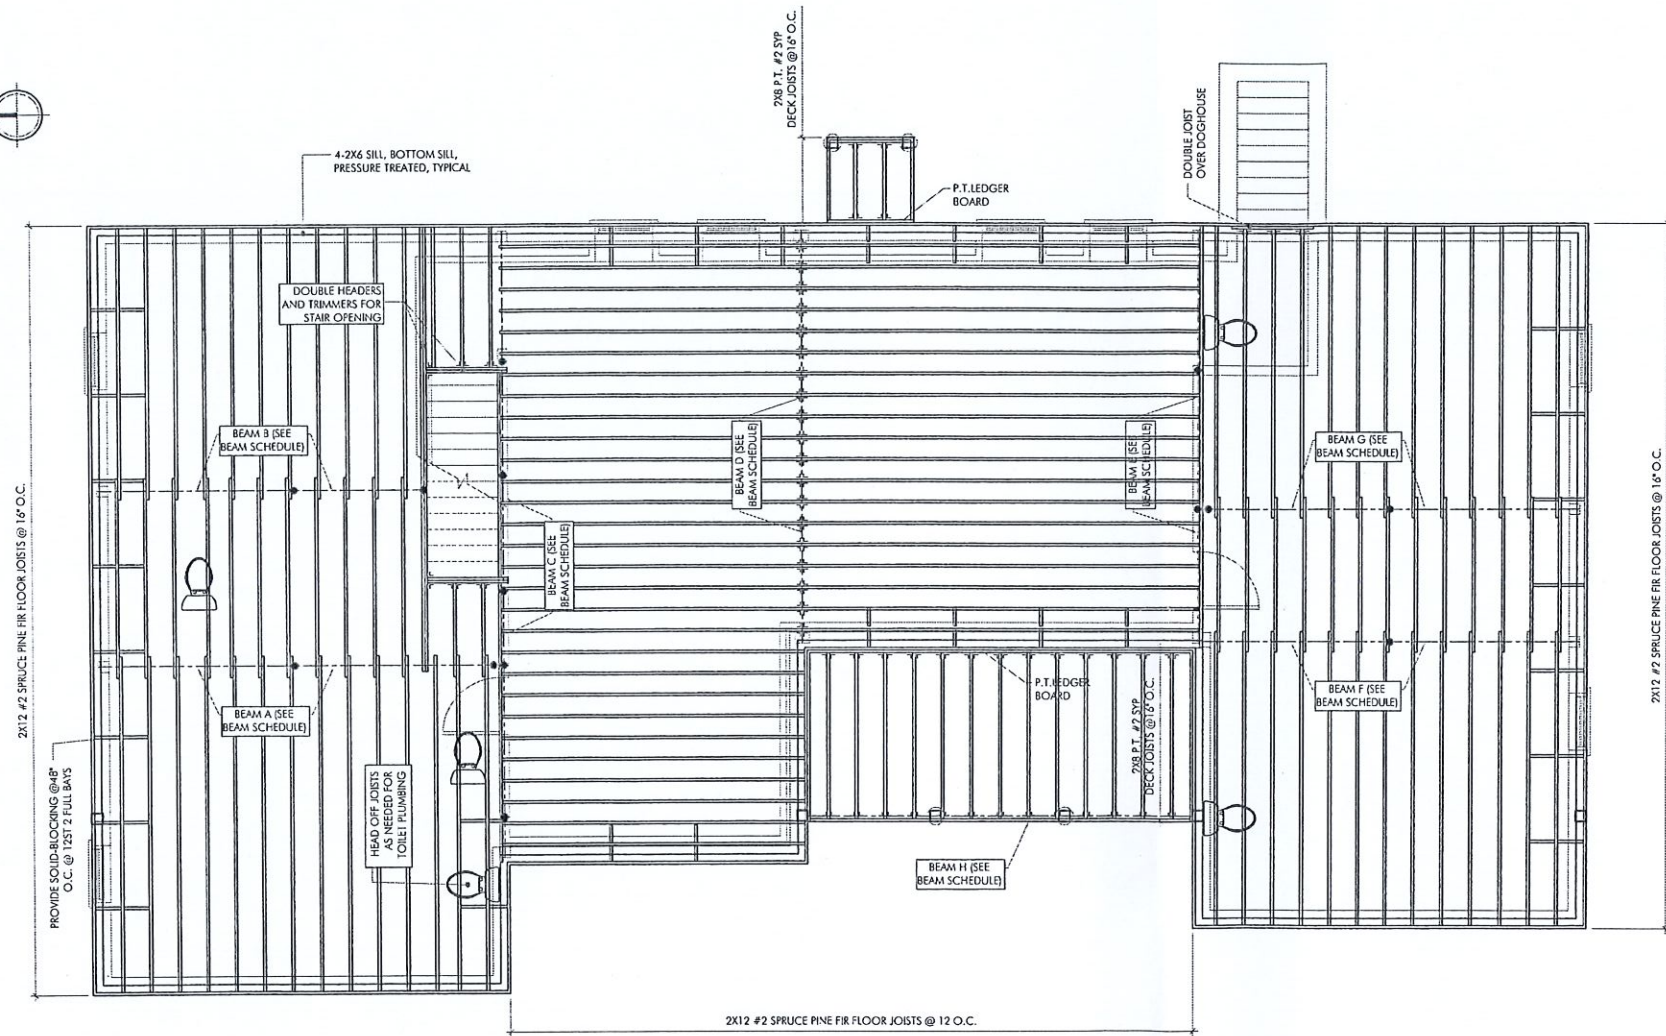 2X8 P.T. #2 SYP
DECK JOISTS @16" O.C.
4-2X6 SILL, BOTTOM SILL,
PRESSURE TREATED, TYPICAL
DOUBLE JOIST
OVER DOGHOUSE
P.T.LEDGER
BOARD
DOUBLE HEADERS
AND TRIMMERS FOR
STAIR OPENING
BEAM B (SEE
BEAM SCHEDULE)
BEAM D (SEE
BEAM SCHEDULE)
BEAM E (SEE
BEAM SCHEDULE)
BEAM G (SEE
BEAM SCHEDULE)
2X12 #2 SPRUCE PINE FIR FLOOR JOISTS @ 16" O.C.
BEAM C (SEE
BEAM SCHEDULE)
2X12 #2 SPRUCE PINE FIR FLOOR JOISTS @ 16" O.C.
BEAM A (SEE
BEAM SCHEDULE)
P.T.LEDGER
BOARD
2X8 P.T. #2 SYP
DECK JOISTS @16" O.C.
BEAM F (SEE
BEAM SCHEDULE)
PROVIDE SOLID-BLOCKING @48"
O.C. @ 12ST 2 FULL BAYS
HEAD OFF JOISTS
AS NEEDED FOR
TOILET PLUMBING
BEAM H (SEE
BEAM SCHEDULE)
2X12 #2 SPRUCE PINE FIR FLOOR JOISTS @ 12 O.C.